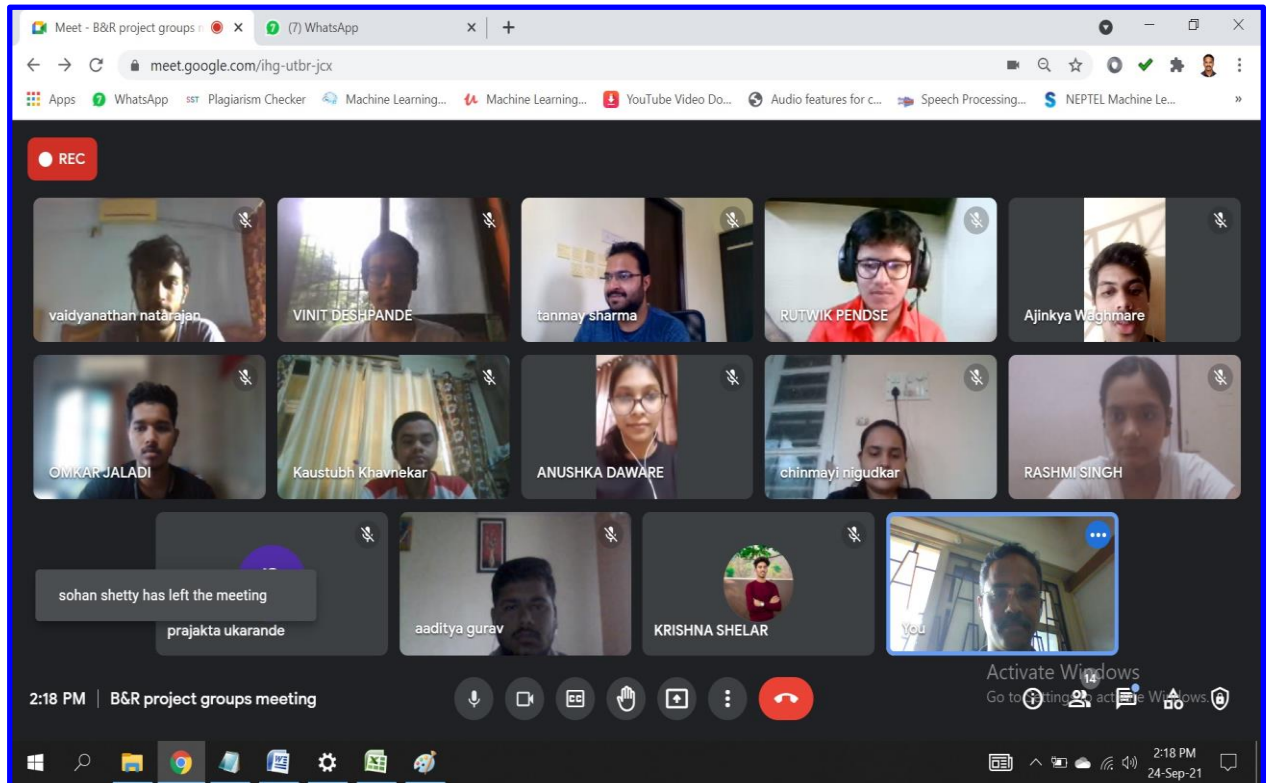 Meet - B&R project groups
(7) WhatsApp
meet.google.com/ihg-utbr-jcx
Apps
WhatsApp
SST
Plagiarism Checker
Machine Learning...
Machine Learning...
YouTube Video Do...
Audio features for c...
Speech Processing...
NEPTEL Machine Le...
REC
vaidyanathan natarajan
VINIT DESHPANDE
tanmay sharma
RUTWIK PENDSE
Ajinkya Waghmare
OMKAR JALADI
Kaustubh Khavnekar
ANUSHKA DAWARE
chinmayi nigudkar
RASHMI SINGH
sohan shetty has left the meeting
prajakta ukarande
aaditya gurav
KRISHNA SHELAR
You
Activate Windows
14
2:18 PM | B&R project groups meeting
CC
2:18 PM
24-Sep-21